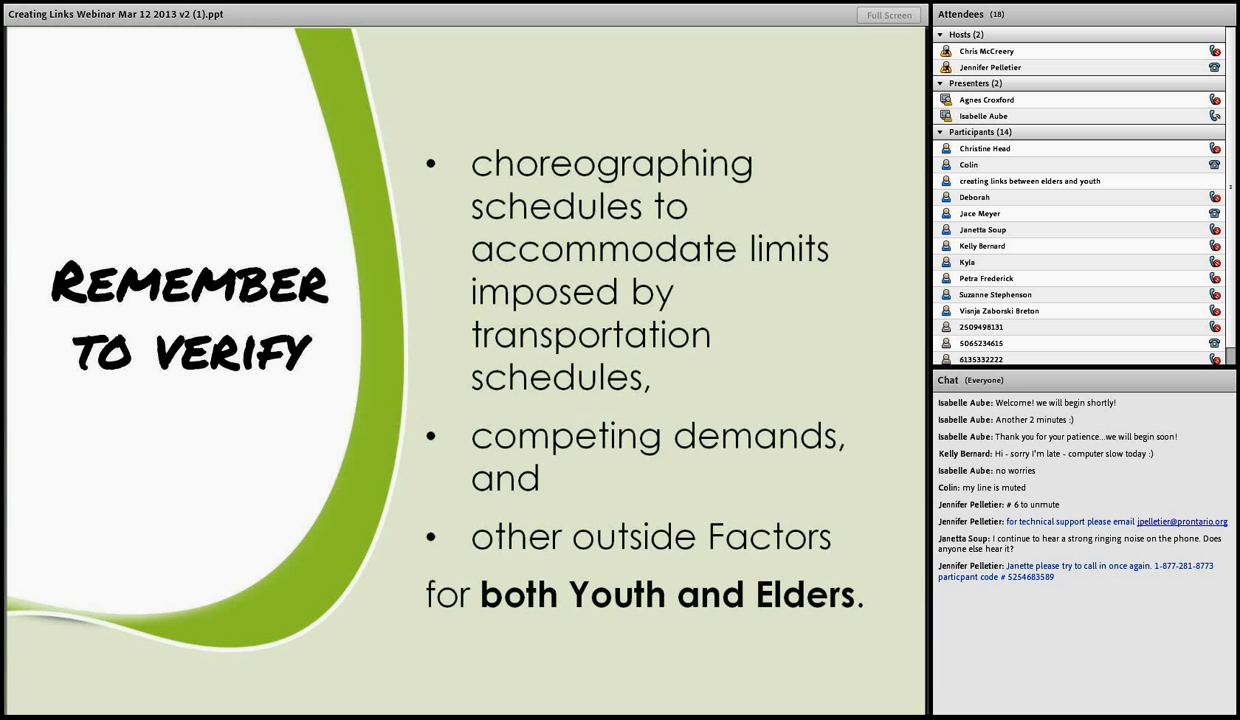 Creating Links Webinar Mar 12 2013 v2 (1).ppt
Full Screen
REMEMBER
TO VERIFY
• choreographing
schedules to
accommodate limits
imposed by
transportation
schedules,
• competing demands,
and
• other outside Factors
for both Youth and Elders.
Attendees (18)
Hosts (2)
Chris McCreery
Jennifer Pelletier
Presenters (2)
Agnes Croxford
Isabelle Aube
Participants (14)
Christine Head
Colin
creating links between elders and youth
Deborah
Jace Meyer
Janetta Soup
Kelly Bernard
Kyla
Petra Frederick
Suzanne Stephenson
Visnja Zaborski Breton
2509498131
5065234615
6135332222
Chat (Everyone)
Isabelle Aube: Welcome! we will begin shortly!
Isabelle Aube: Another 2 minutes :)
Isabelle Aube: Thank you for your patience...we will begin soon!
Kelly Bernard: Hi - sorry I'm late - computer slow today :)
Isabelle Aube: no worries
Colin: my line is muted
Jennifer Pelletier: # 6 to unmute
Jennifer Pelletier: for technical support please email jpelletier@prontario.org
Janetta Soup: I continue to hear a strong ringing noise on the phone. Does
anyone else hear it?
Jennifer Pelletier: Janette please try to call in once again. 1-877-281-8773
particpant code # 5254683589